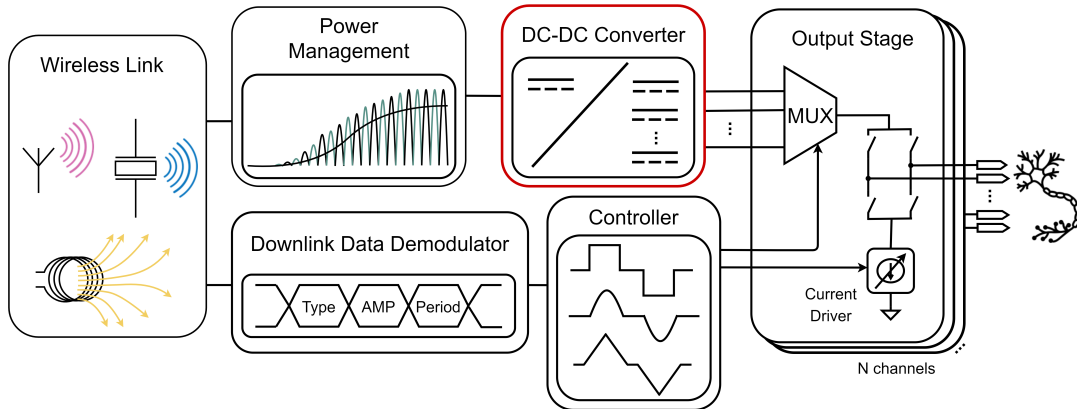 Wireless Link
Power
Management
DC-DC Converter
Output Stage
MUX
Downlink Data Demodulator
Type
AMP
Period
Controller
Current
Driver
N channels